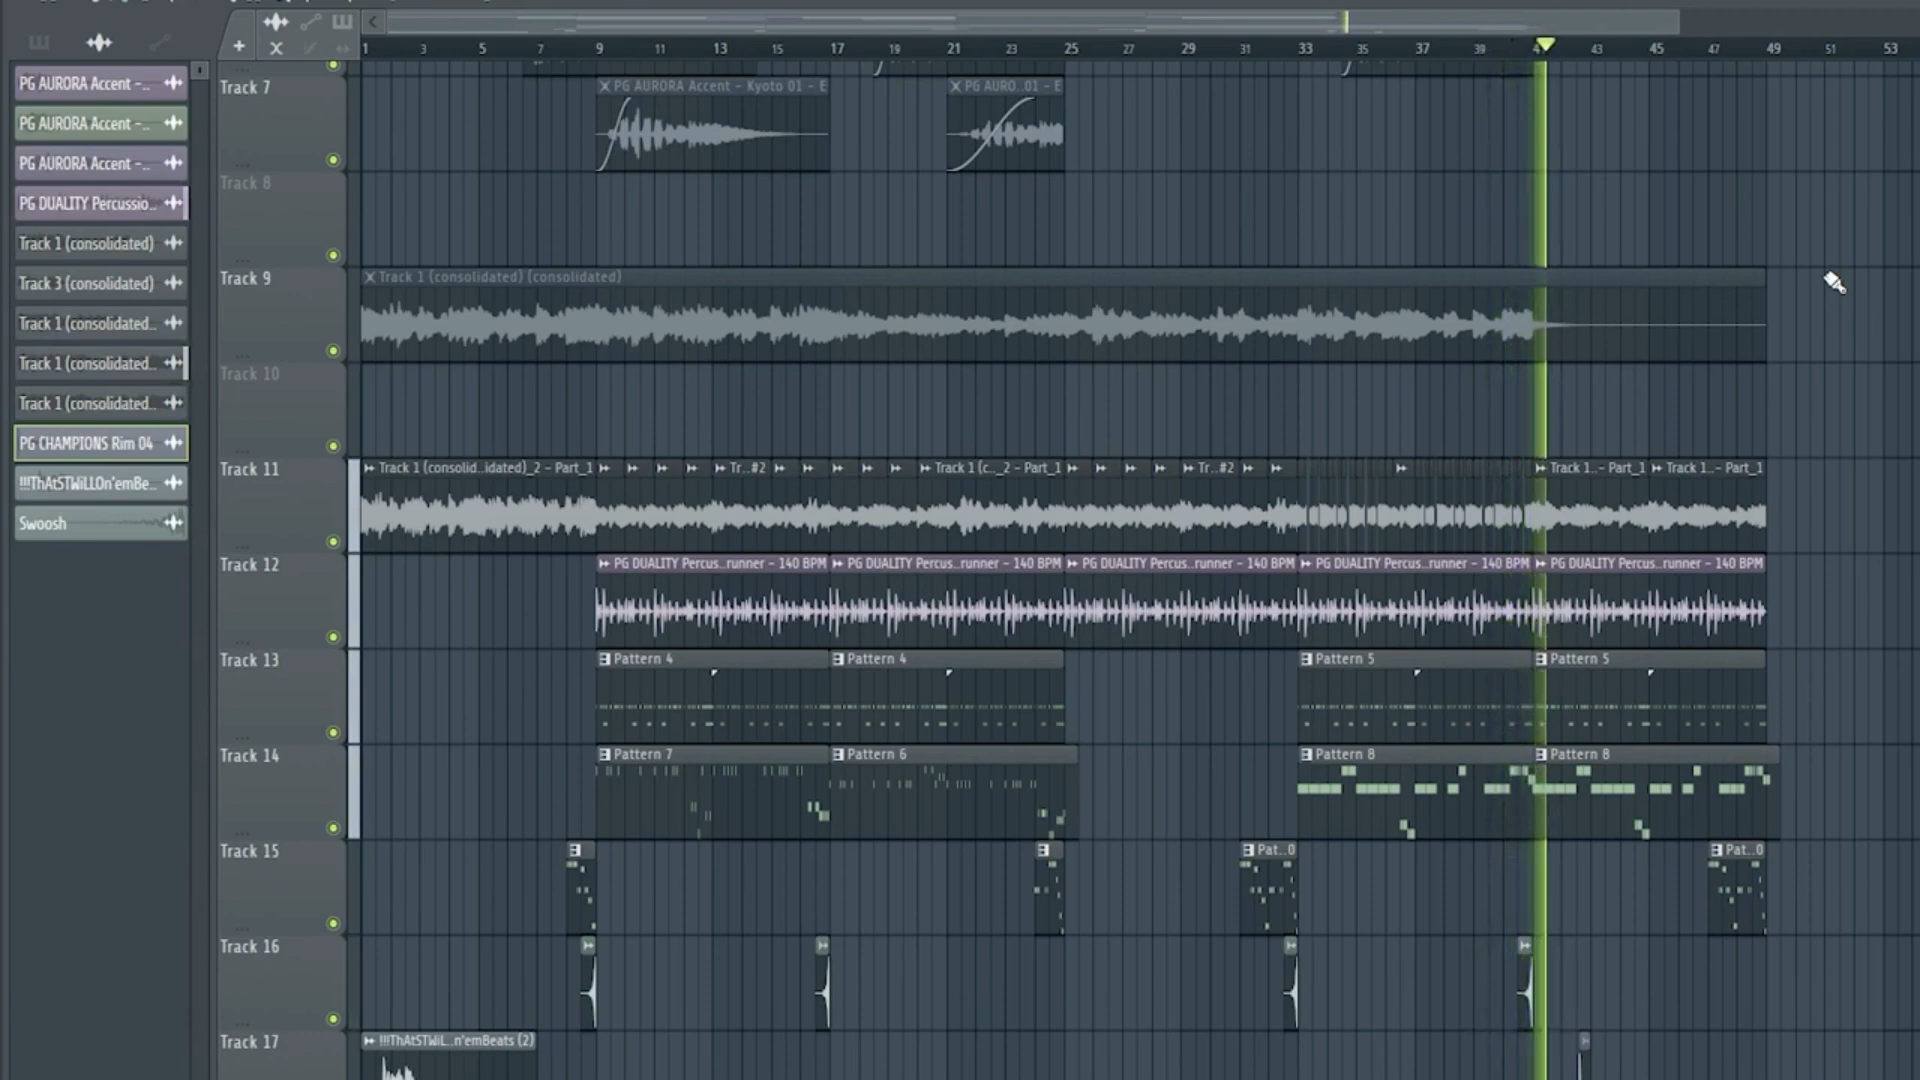 1 3 5 7 9 11 13 15 17 19 21 23 25 27 29 31 33 35 37 39 41 43 45 47 49 51 53
PG AURORA Accent -..
PG AURORA Accent -..
PG AURORA Accent -..
PG DUALITY Percussio..
Track 1 (consolidated)
Track 3 (consolidated)
Track 1 (consolidated..
Track 1 (consolidated..
Track 1 (consolidated..
PG CHAMPIONS Rim 04
!!!ThAtSTWiLLOn'emBe..
Swoosh
Track 7
PG AURORA Accent - Kyoto 01 - E
PG AURO..01 - E
Track 8
Track 9
Track 1 (consolidated) (consolidated)
Track 10
Track 11
Track 1 (consolid..idated)_2 - Part_1
Tr..#2
Track 1 (c.._2 - Part_1
Tr..#2
Track 1..- Part_1
Track 1..- Part_1
Track 12
PG DUALITY Percus..runner - 140 BPM
PG DUALITY Percus..runner - 140 BPM
PG DUALITY Percus..runner - 140 BPM
PG DUALITY Percus..runner - 140 BPM
PG DUALITY Percus..runner - 140 BPM
Track 13
Pattern 4
Pattern 4
Pattern 5
Pattern 5
Track 14
Pattern 7
Pattern 6
Pattern 8
Pattern 8
Track 15
Pat..0
Pat..0
Track 16
Track 17
!!!ThAtSTWiL..n'emBeats (2)